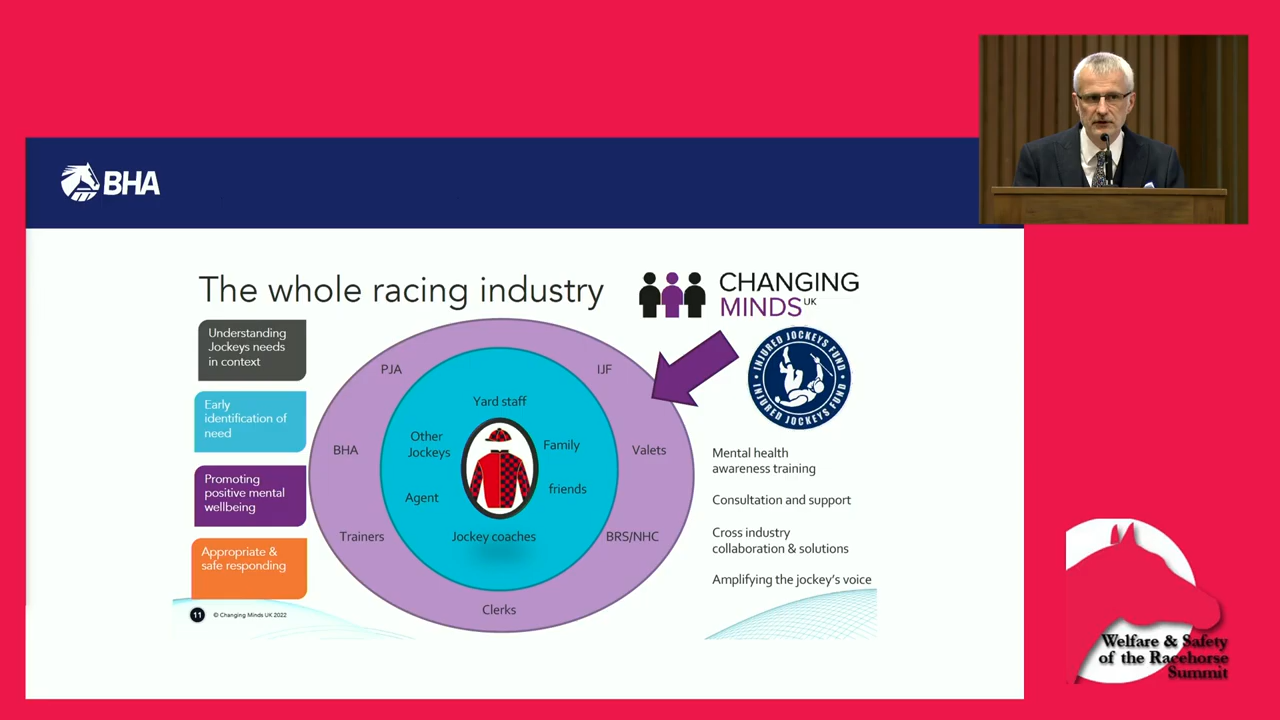 BHA
The whole racing industry
CHANGING
MINDS UK
Understanding
Jockeys needs
in context
Early
identification of
need
Promoting
positive mental
wellbeing
Appropriate &
safe responding
PJA
IJF
BHA
Valets
Trainers
BRS/NHC
Clerks
Yard staff
Other
Jockeys
Family
Agent
friends
Jockey coaches
INJURED JOCKEYS FUND
INJURED JOCKEYS FUND
Mental health
awareness training
Consultation and support
Cross industry
collaboration & solutions
Amplifying the jockey's voice
11
© Changing Minds UK 2022
Welfare & Safety
of the Racehorse
Summit